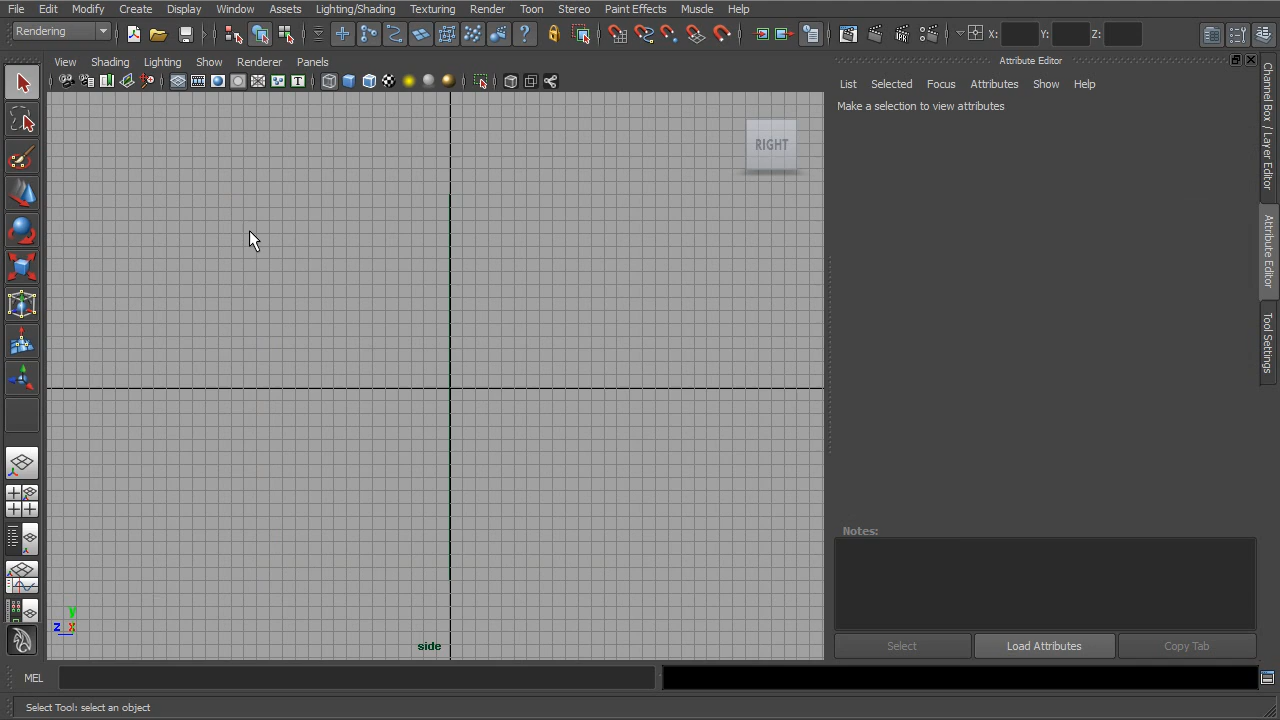 File Edit Modify Create Display Window Assets Lighting/Shading Texturing Render Toon Stereo Paint Effects Muscle Help
Rendering X: Y: Z:
View Shading Lighting Show Renderer Panels
Attribute Editor
List Selected Focus Attributes Show Help
Make a selection to view attributes
RIGHT
Channel Box / Layer Editor
Attribute Editor
Tool Settings
Notes:
y
z x
side
Select Load Attributes Copy Tab
MEL
Select Tool: select an object